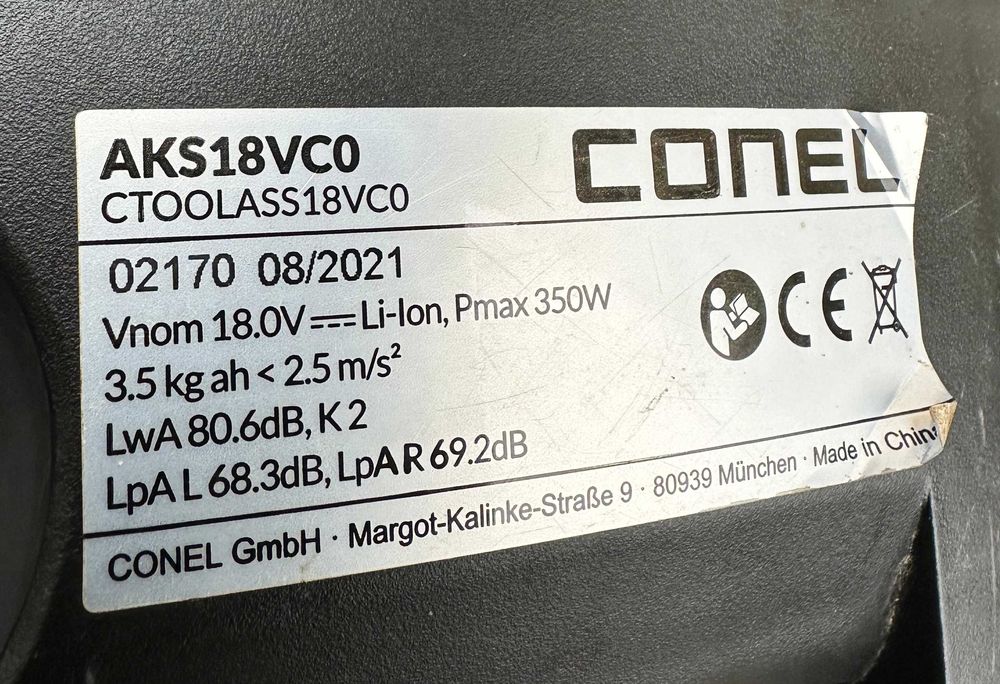 AKS18VC0
CONEL
CTOOLASS18VC0
02170 08/2021
Vnom 18.0V⎓Li-Ion, Pmax 350W
3.5 kg ah < 2.5 m/s²
CE
LwA 80.6dB, K 2
LpA L 68.3dB, LpA R 69.2dB
CONEL GmbH · Margot-Kalinke-Straße 9 · 80939 München · Made in China